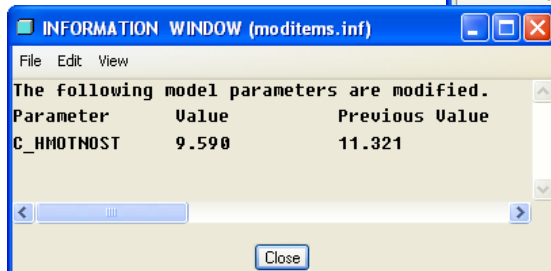 INFORMATION WINDOW (moditems.inf)
File Edit View
The following model parameters are modified.
Parameter Value Previous Value
C_HMOTNOST 9.590 11.321
Close